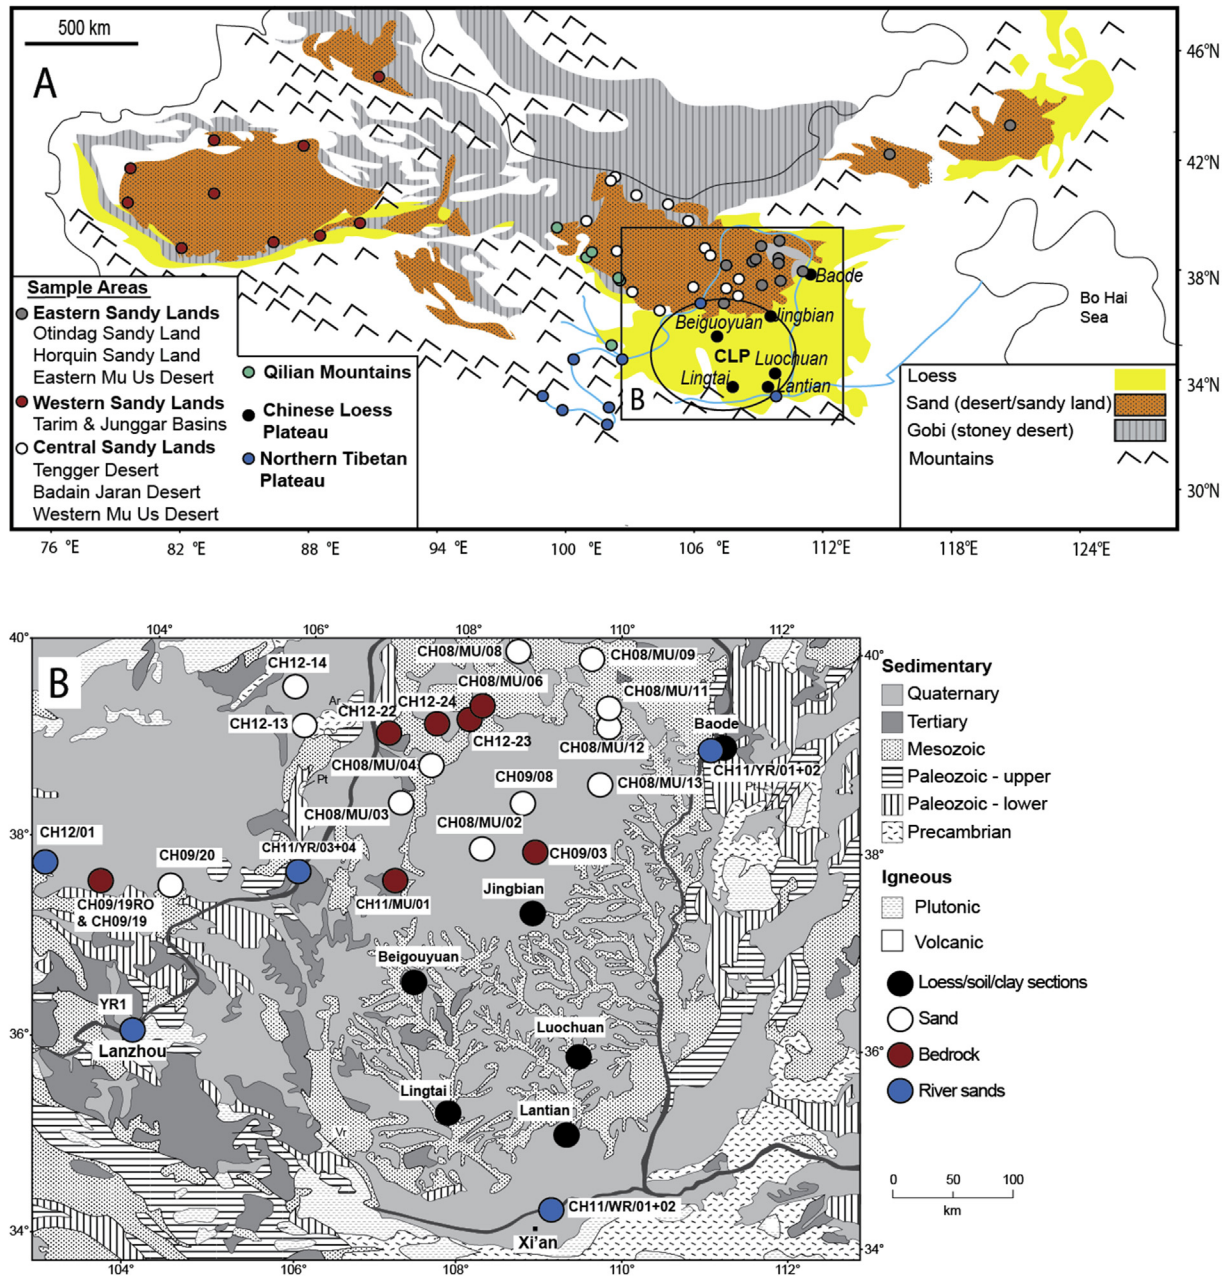 500 km
A
46°N
42°N
38°N
34°N
30°N
Baode
Jingbian
Beiguoyuan
CLP
Luochuan
Lingtai
Lantian
B
Bo Hai
Sea
Sample Areas
Eastern Sandy Lands
Otindag Sandy Land
Horquin Sandy Land
Eastern Mu Us Desert
Western Sandy Lands
Tarim & Junggar Basins
Central Sandy Lands
Tengger Desert
Badain Jaran Desert
Western Mu Us Desert
Qilian Mountains
Chinese Loess
Plateau
Northern Tibetan
Plateau
Loess
Sand (desert/sandy land)
Gobi (stoney desert)
Mountains
76 °E
82 °E
88 °E
94 °E
100 °E
106 °E
112°E
118°E
124°E
104°
106°
108°
110°
112°
40°
40°
B
CH12-14
CH08/MU/08
CH08/MU/09
CH08/MU/06
CH08/MU/11
Ar
CH12-24
CH12-22
CH12-13
CH12-23
CH08/MU/12
Baode
CH08/MU/04
CH11/YR/01+02
Pt
Pt
CH09/08
CH08/MU/13
CH08/MU/03
CH08/MU/02
38°
38°
CH12/01
CH11/YR/03+04
CH09/20
CH09/03
CH09/19RO
& CH09/19
CH11/MU/01
Jingbian
Beigouyuan
YR1
Lanzhou
36°
36°
Luochuan
Lingtai
Lantian
Vr
CH11/WR/01+02
Xi'an
34°
34°
104°
106°
108°
110°
112°
Sedimentary
Quaternary
Tertiary
Mesozoic
Paleozoic - upper
Paleozoic - lower
Precambrian
Igneous
Plutonic
Volcanic
Loess/soil/clay sections
Sand
Bedrock
River sands
0 50 100
km